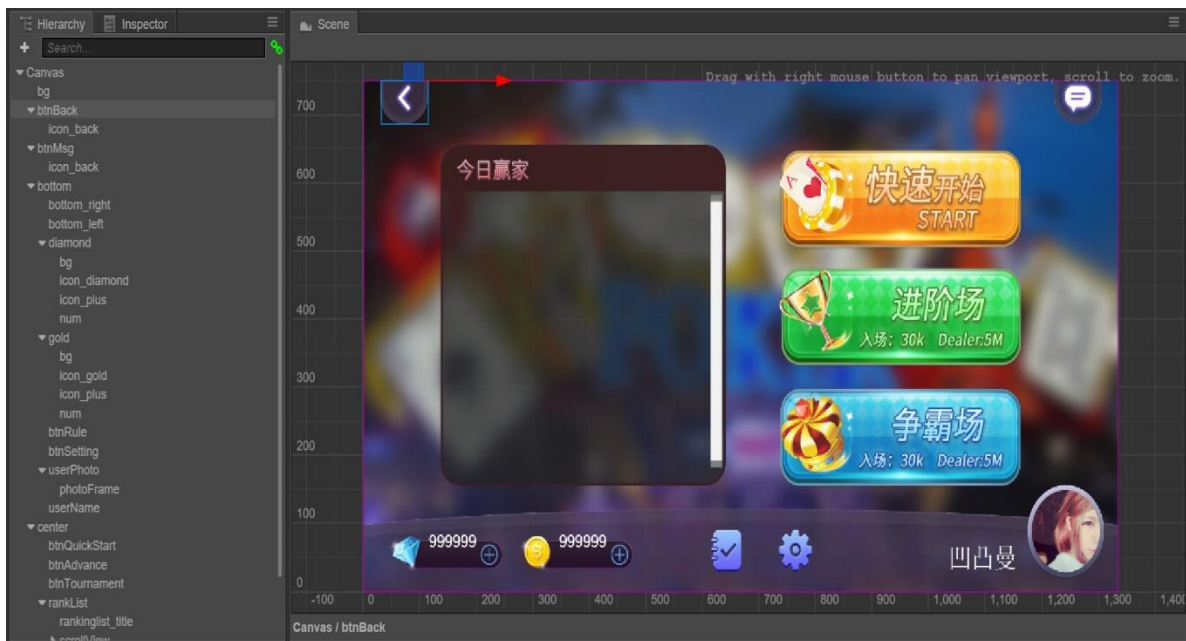 Hierarchy
Inspector
Search...
Canvas
bg
btnBack
icon_back
btnMsg
icon_back
bottom
bottom_right
bottom_left
diamond
bg
icon_diamond
icon_plus
num
gold
bg
icon_gold
icon_plus
num
btnRule
btnSetting
userPhoto
photoFrame
userName
center
btnQuickStart
btnAdvance
btnTournament
rankList
rankinglist_title
scrollView
Scene
Drag with right mouse button to pan viewport, scroll to zoom.
700
600
500
400
300
200
100
0
今日赢家
A
快速开始
START
进阶场
入场：30k Dealer:5M
争霸场
入场：30k Dealer:5M
999999
999999
凹凸曼
-100 0 100 200 300 400 500 600 700 800 900 1,000 1,100 1,200 1,300 1,400
Canvas / btnBack